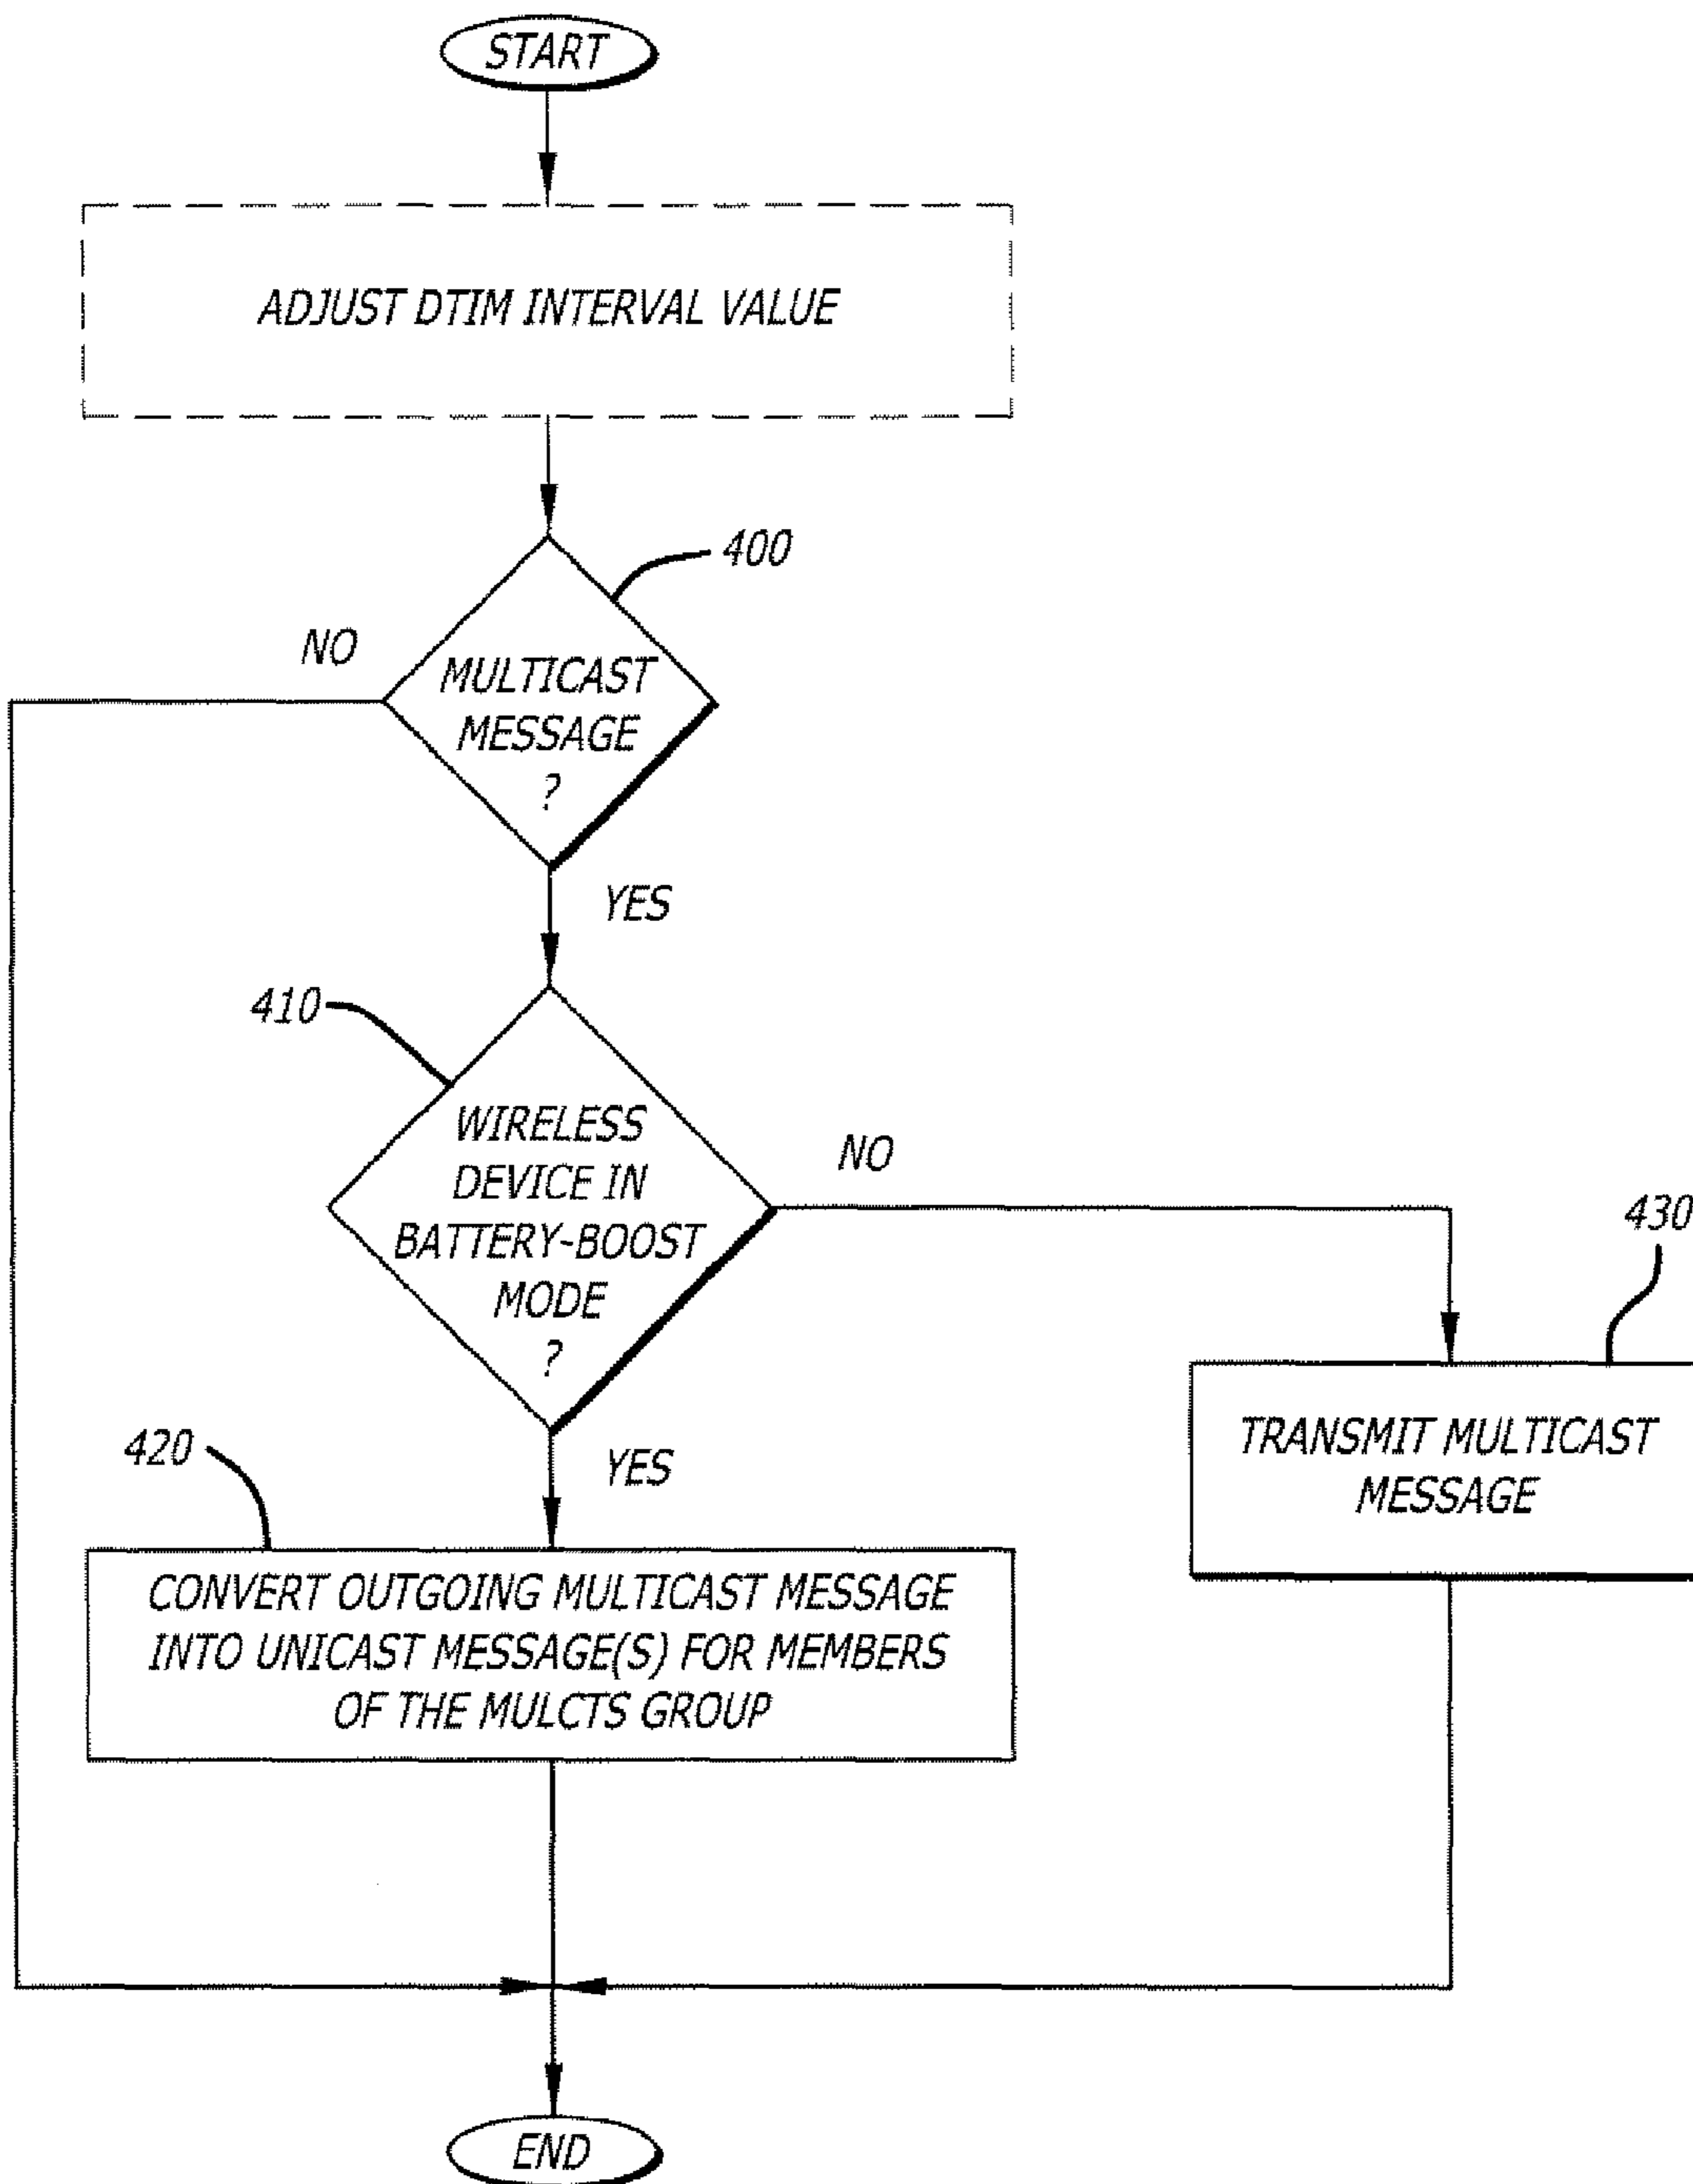 START
ADJUST DTIM INTERVAL VALUE
400
NO
MULTICAST
MESSAGE
?
YES
410
WIRELESS
DEVICE IN
BATTERY-BOOST
MODE
?
NO
430
TRANSMIT MULTICAST
MESSAGE
YES
420
CONVERT OUTGOING MULTICAST MESSAGE
INTO UNICAST MESSAGE(S) FOR MEMBERS
OF THE MULCTS GROUP
END